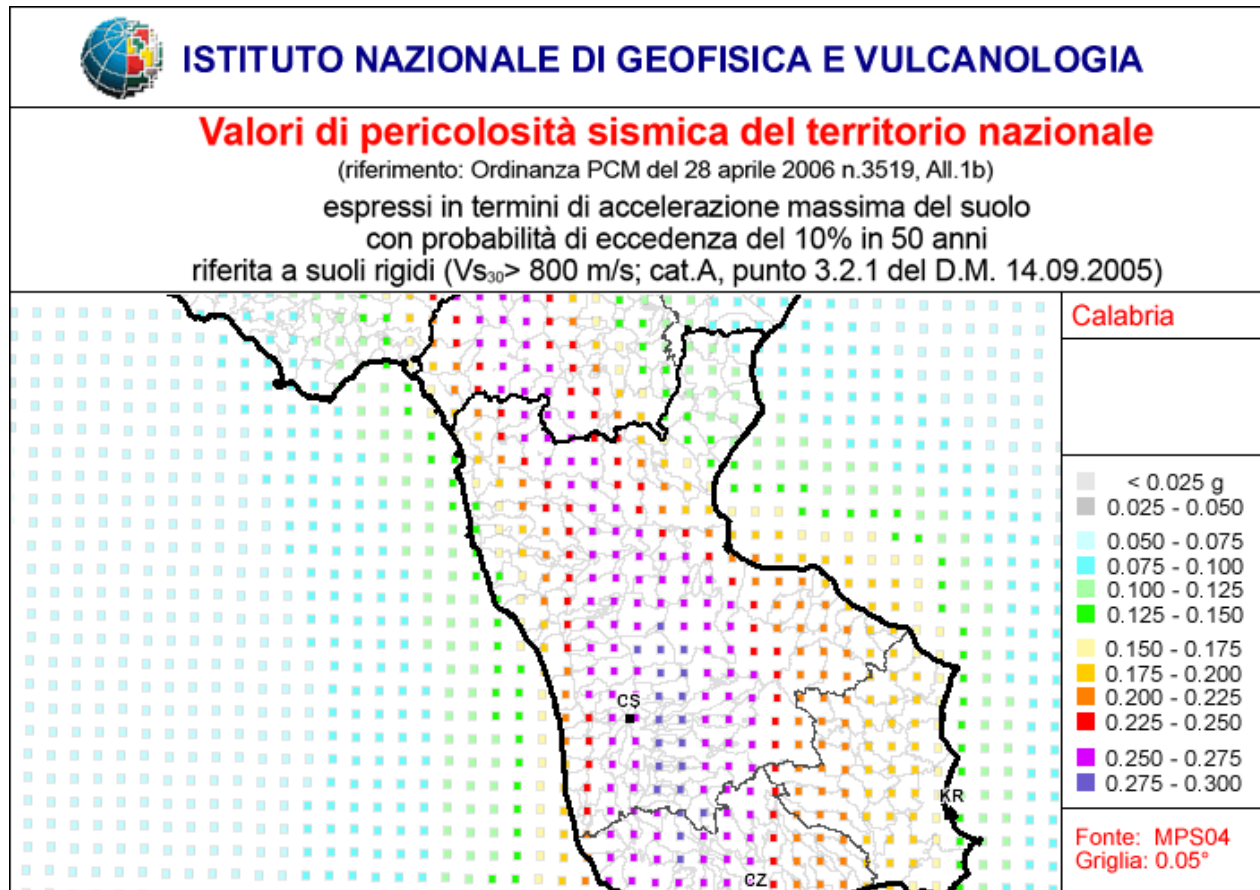 ISTITUTO NAZIONALE DI GEOFISICA E VULCANOLOGIA
Valori di pericolosità sismica del territorio nazionale
(riferimento: Ordinanza PCM del 28 aprile 2006 n.3519, All.1b)
espressi in termini di accelerazione massima del suolo
con probabilità di eccedenza del 10% in 50 anni
riferita a suoli rigidi (Vs₃₀> 800 m/s; cat.A, punto 3.2.1 del D.M. 14.09.2005)
Calabria
< 0.025 g
0.025 - 0.050
0.050 - 0.075
0.075 - 0.100
0.100 - 0.125
0.125 - 0.150
0.150 - 0.175
0.175 - 0.200
0.200 - 0.225
0.225 - 0.250
0.250 - 0.275
0.275 - 0.300
CS
KR
CZ
Fonte: MPS04
Griglia: 0.05°